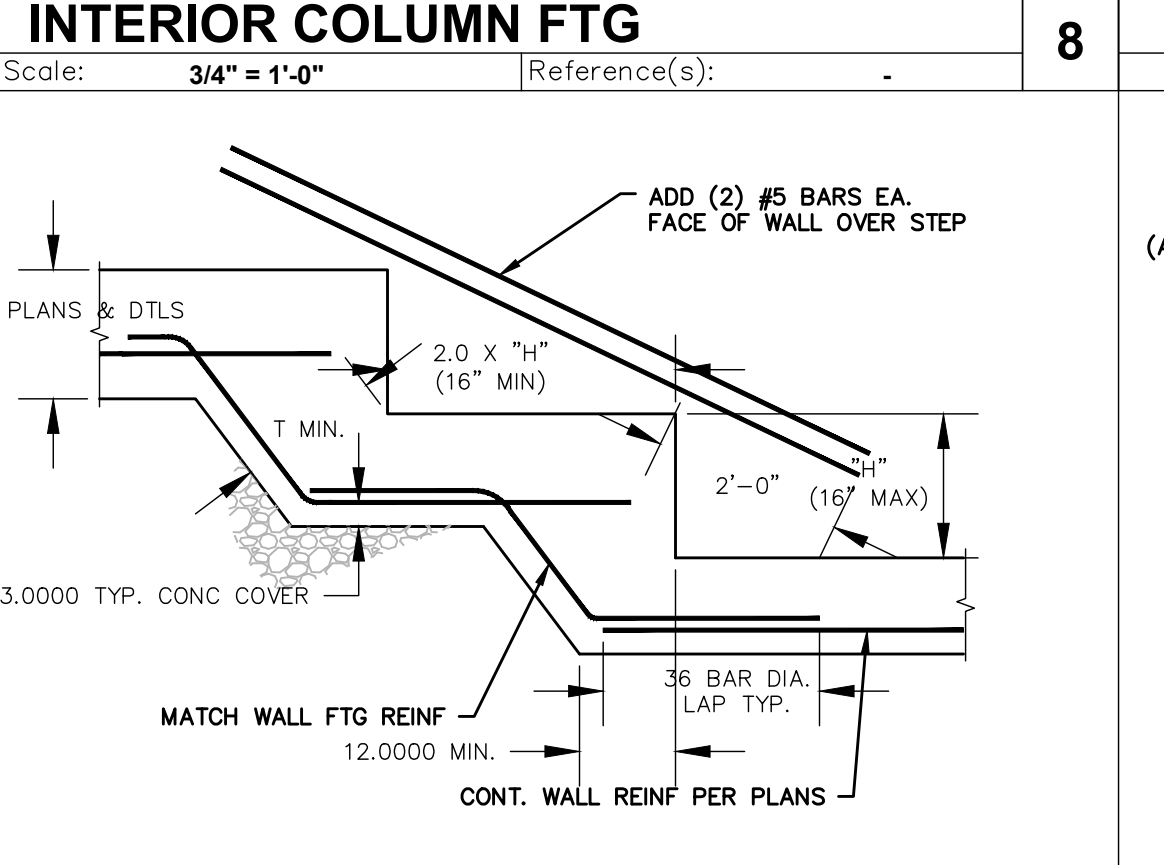 INTERIOR COLUMN FTG
8
Scale: 3/4" = 1'-0" Reference(s): -
ADD (2) #5 BARS EA.
FACE OF WALL OVER STEP
(A
PLANS & DTLS
2.0 X "H"
(16" MIN)
T MIN.
2'-0"
"H"
(16" MAX)
3.0000 TYP. CONC COVER
36 BAR DIA.
LAP TYP.
MATCH WALL FTG REINF
12.0000 MIN.
CONT. WALL REINF PER PLANS